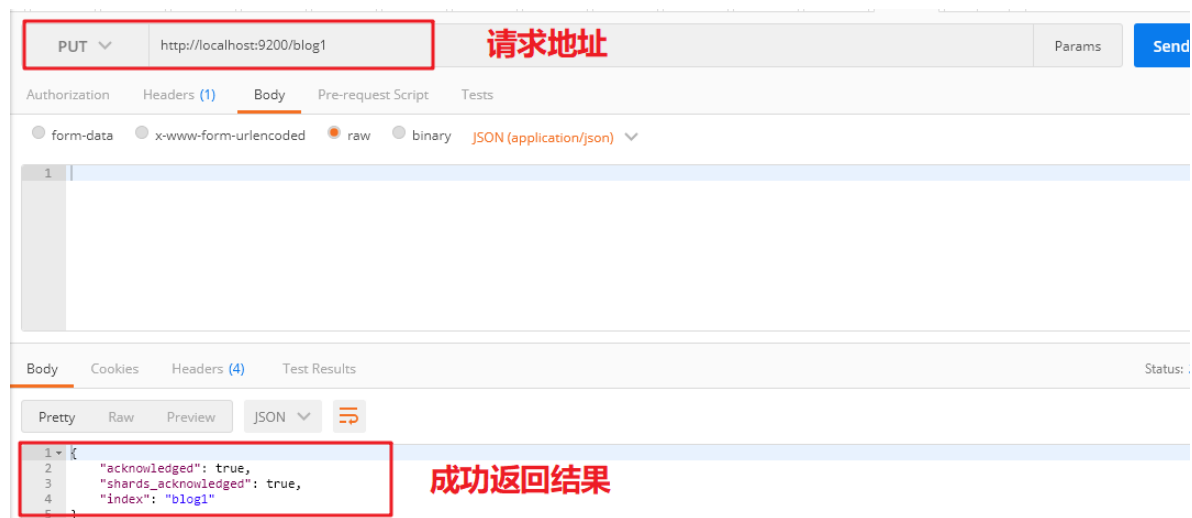 PUT http://localhost:9200/blog1 请求地址 Params Send
Authorization Headers (1) Body Pre-request Script Tests
form-data x-www-form-urlencoded raw binary JSON (application/json)
1
Body Cookies Headers (4) Test Results Status:
Pretty Raw Preview JSON
1 {
2 "acknowledged": true,
3 "shards_acknowledged": true,
4 "index": "blog1"
5 }
成功返回结果